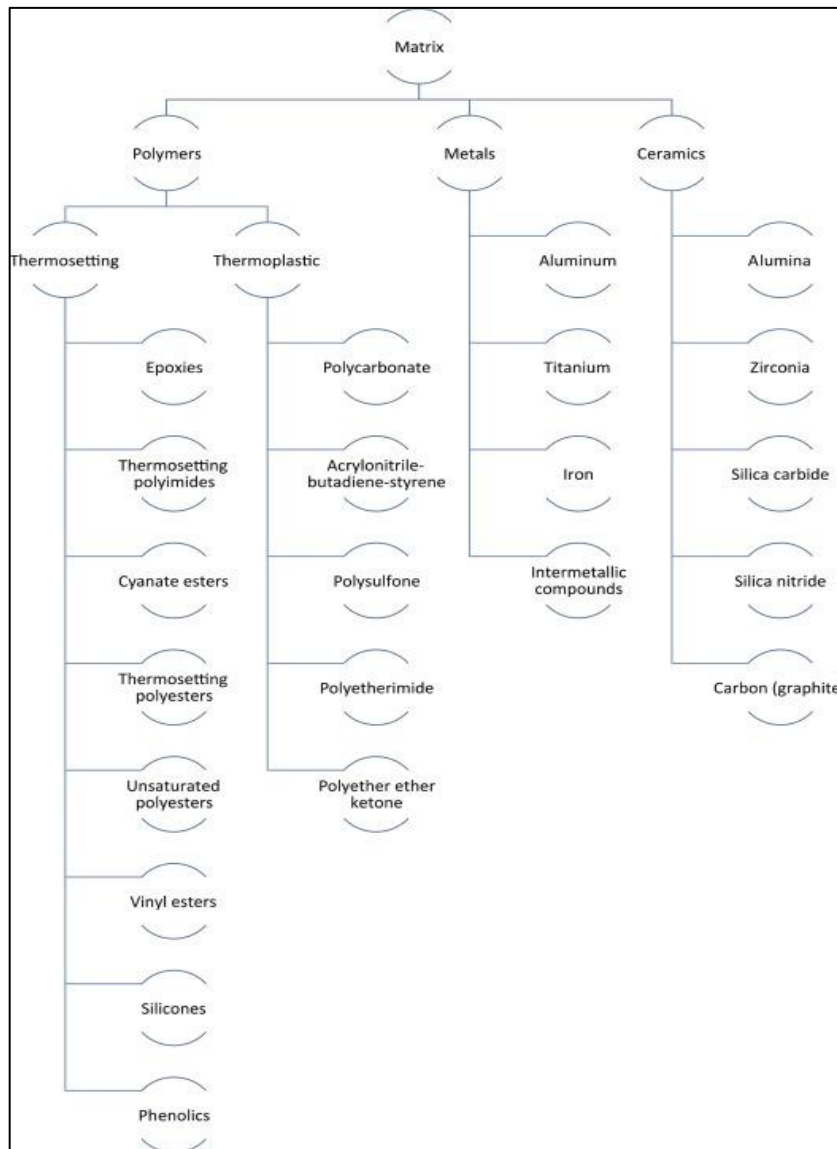 Matrix
Polymers
Metals
Ceramics
Thermosetting
Thermoplastic
Aluminum
Alumina
Epoxies
Polycarbonate
Titanium
Zirconia
Thermosetting
polyimides
Acrylonitrile-
butadiene-styrene
Iron
Silica carbide
Cyanate esters
Polysulfone
Intermetallic
compounds
Silica nitride
Thermosetting
polyesters
Polyetherimide
Carbon (graphite
Unsaturated
polyesters
Polyether ether
ketone
Vinyl esters
Silicones
Phenolics